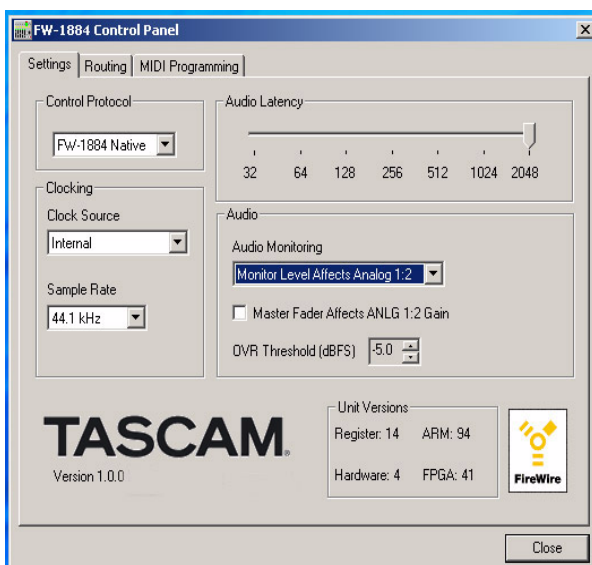 FW-1884 Control Panel
Settings
Routing
MIDI Programming
Control Protocol
FW-1884 Native
Audio Latency
32 64 128 256 512 1024 2048
Clocking
Clock Source
Internal
Sample Rate
44.1 kHz
Audio
Audio Monitoring
Monitor Level Affects Analog 1:2
Master Fader Affects ANLG 1:2 Gain
OVR Threshold (dBFS) -5.0
TASCAM.
Version 1.0.0
Unit Versions
Register: 14 ARM: 94
Hardware: 4 FPGA: 41
FireWire
Close